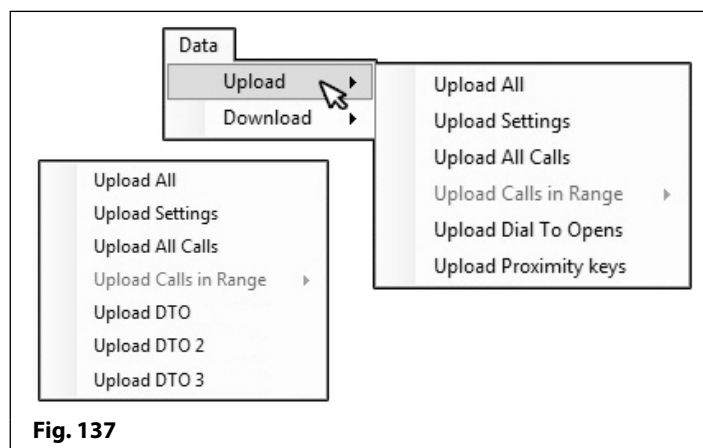 Data
Upload
Download
Upload All
Upload Settings
Upload All Calls
Upload Calls in Range
Upload Dial To Opens
Upload Proximity keys
Upload All
Upload Settings
Upload All Calls
Upload Calls in Range
Upload DTO
Upload DTO 2
Upload DTO 3
Fig. 137